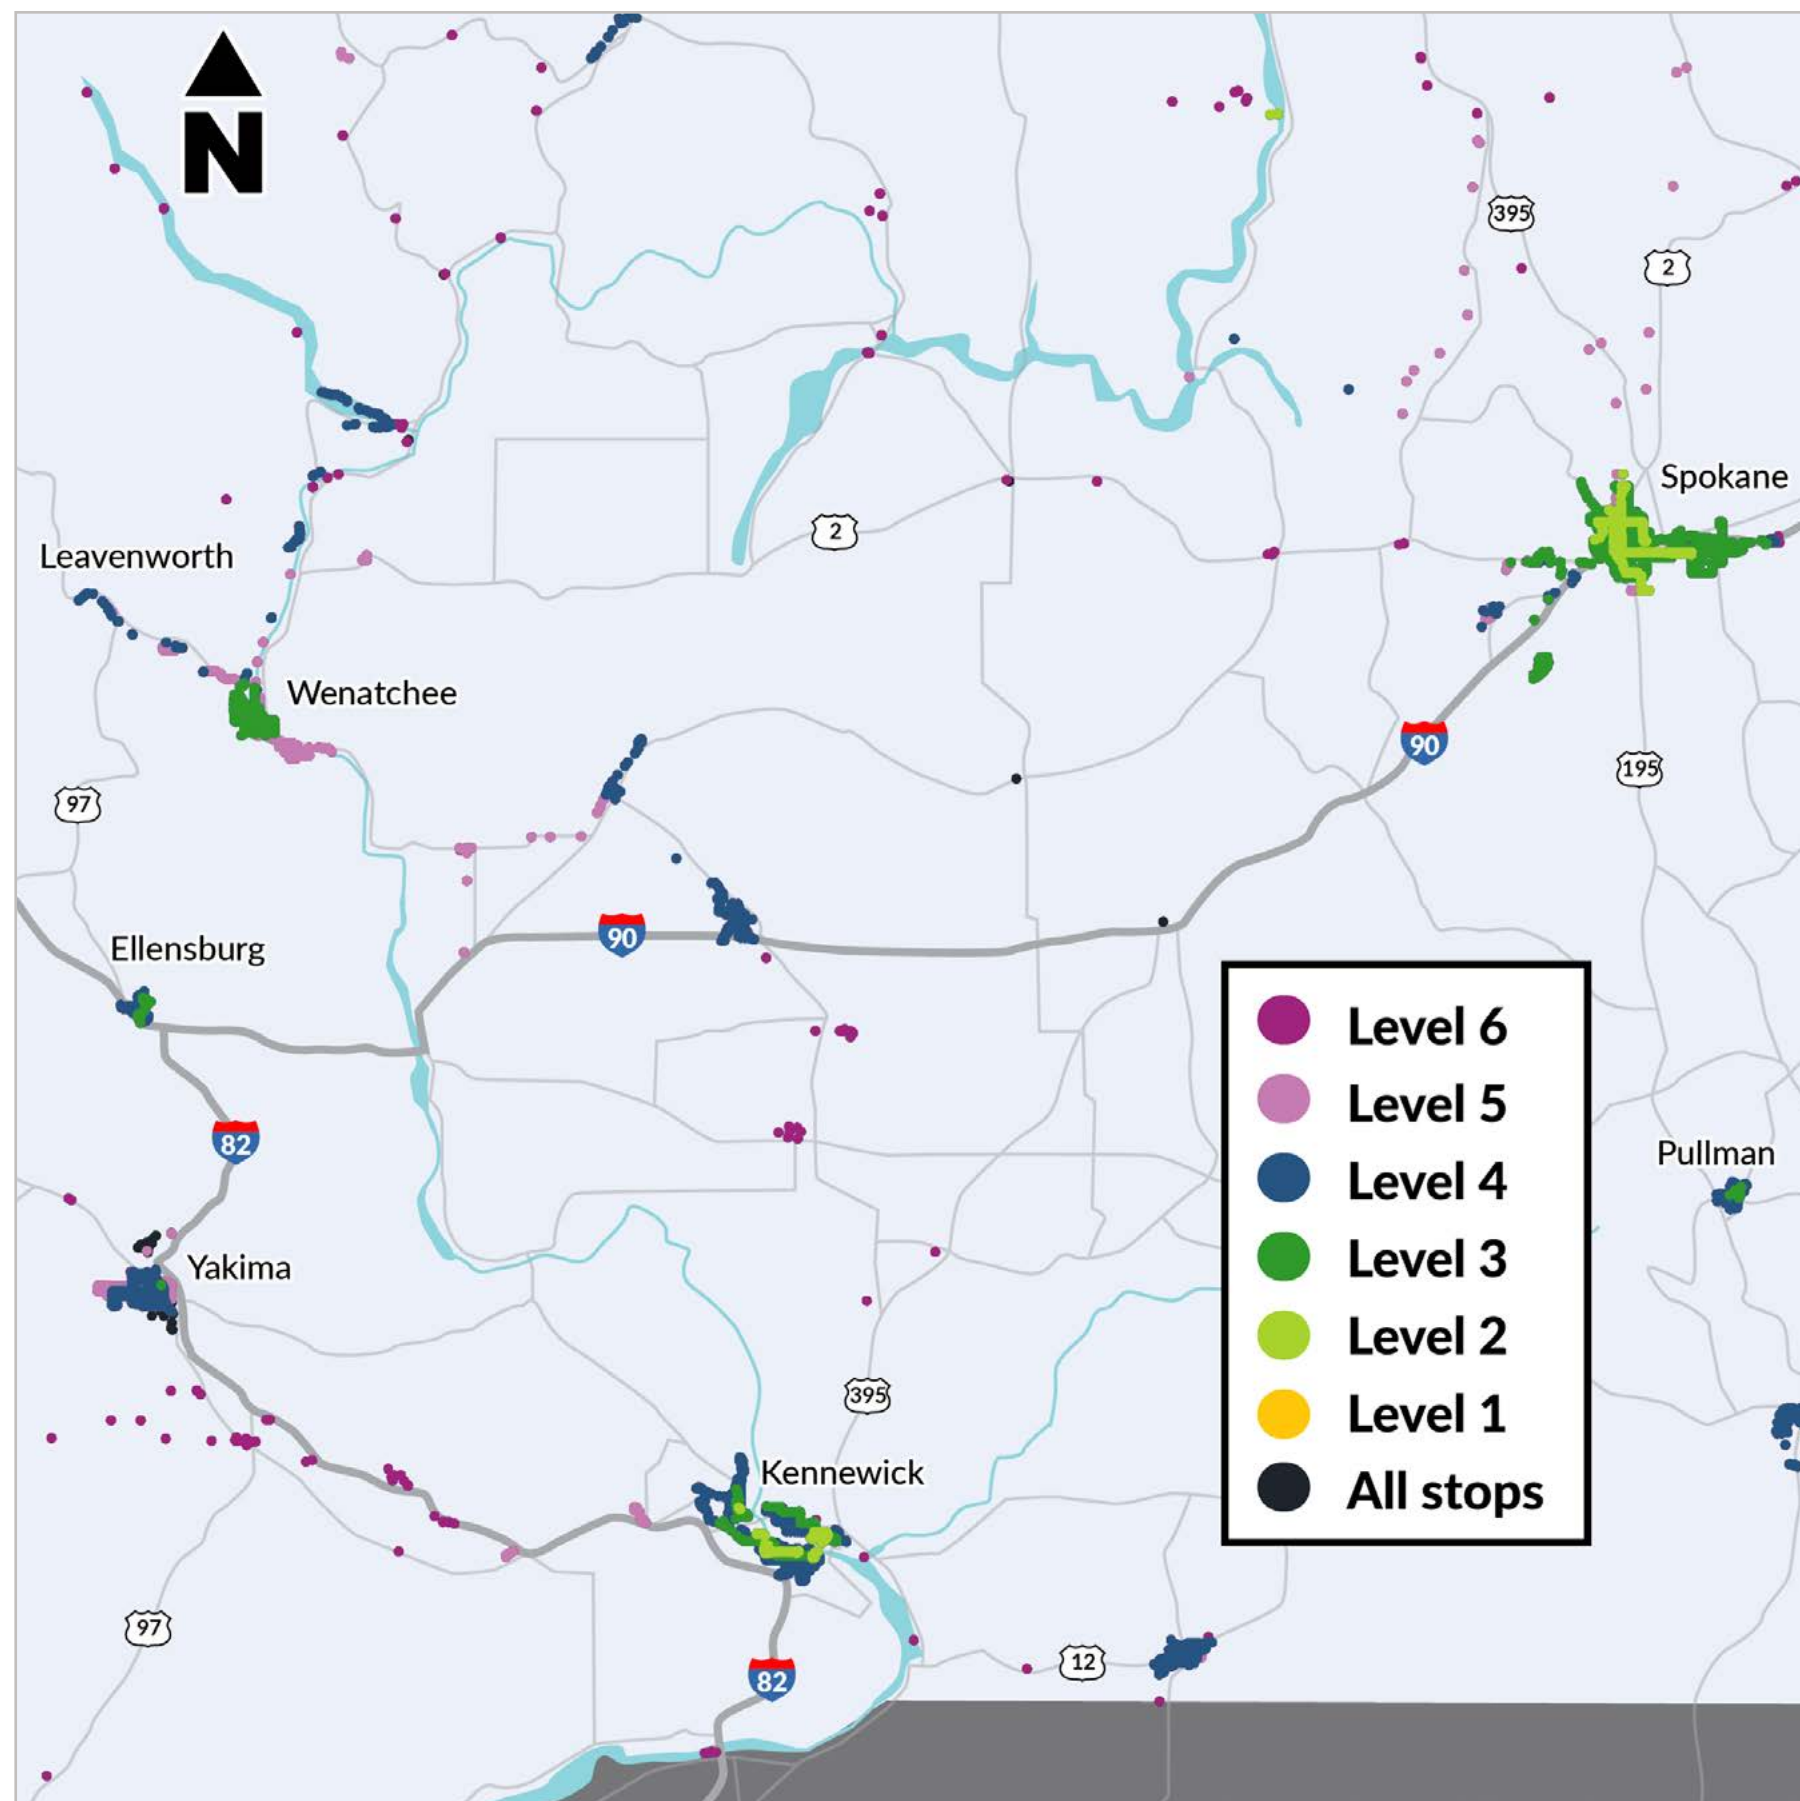 N
395
2
Spokane
2
Leavenworth
Wenatchee
90
195
97
90
Ellensburg
Level 6
Level 5
82
Pullman
Level 4
Yakima
Level 3
Level 2
395
Level 1
Kennewick
All stops
97
12
82